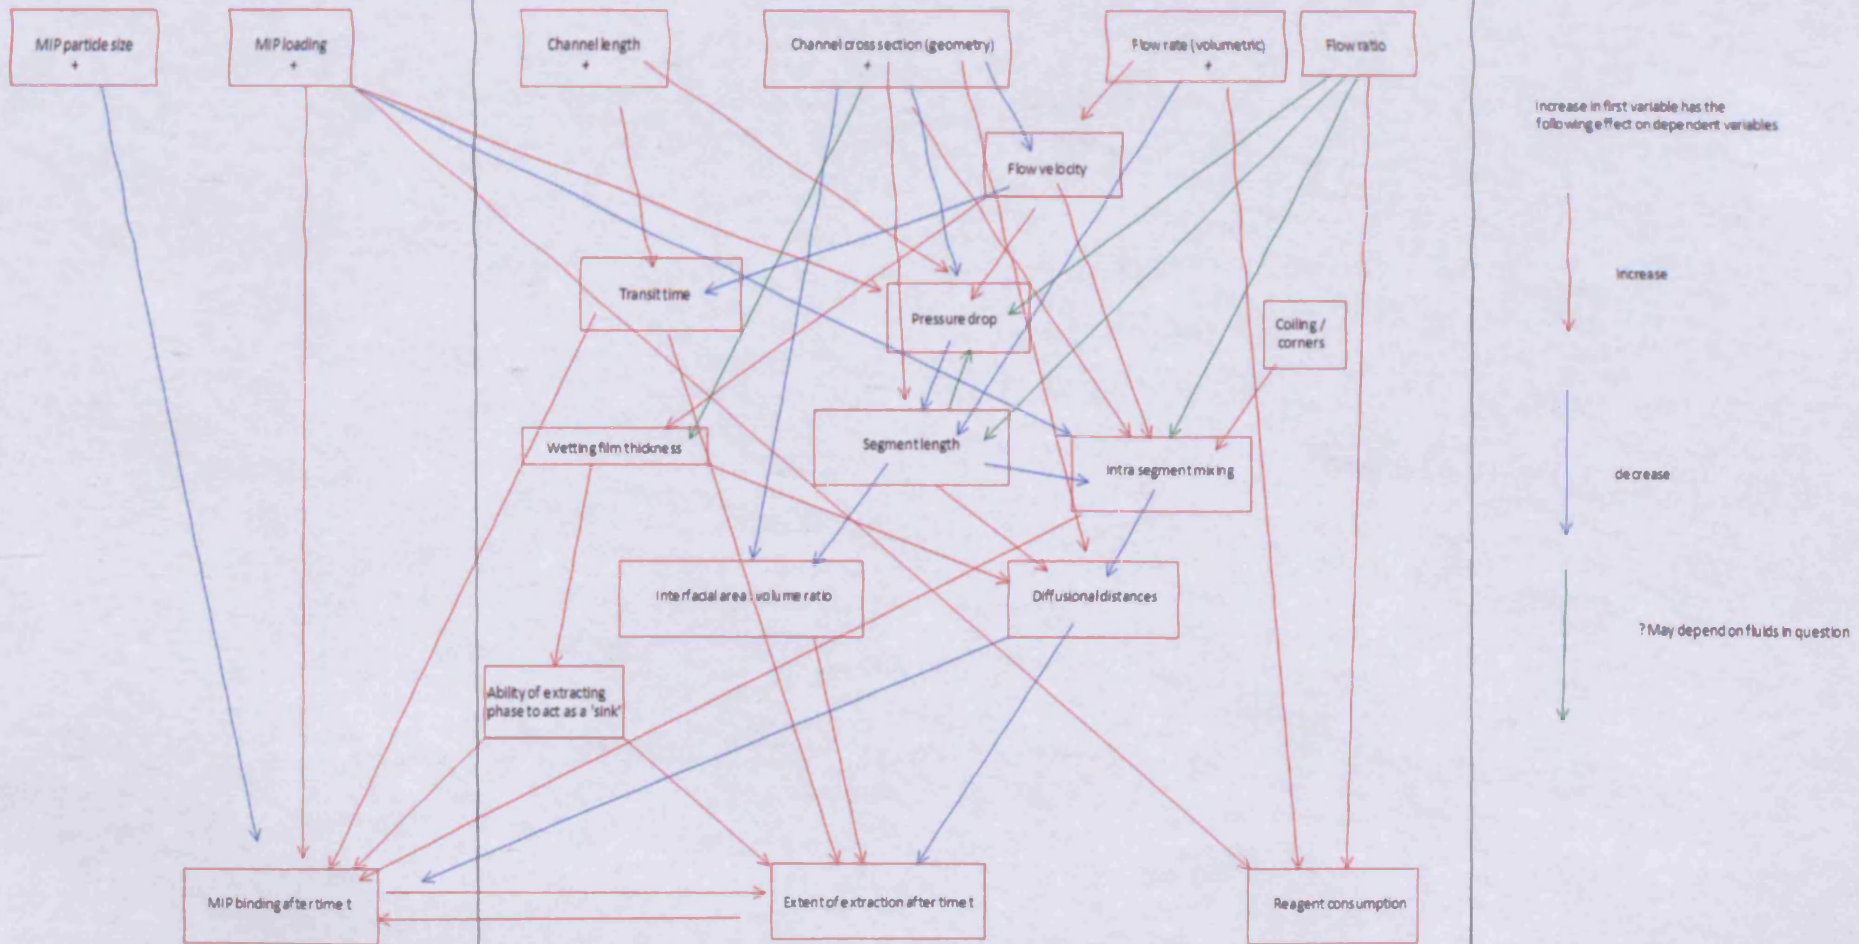 MIP particle size
+
MIP loading
+
Channel length
+
Channel cross section (geometry)
+
Flow rate (volumetric)
+
Flow ratio
Increase in first variable has the
following effect on dependent variables
Flow velocity
Transit time
Pressure drop
Coiling /
corners
increase
Wetting film thickness
Segment length
Intra segment mixing
decrease
Interfacial area : volume ratio
Diffusional distances
? May depend on fluids in question
Ability of extracting
phase to act as a 'sink'
MIP binding after time t
Extent of extraction after time t
Reagent consumption